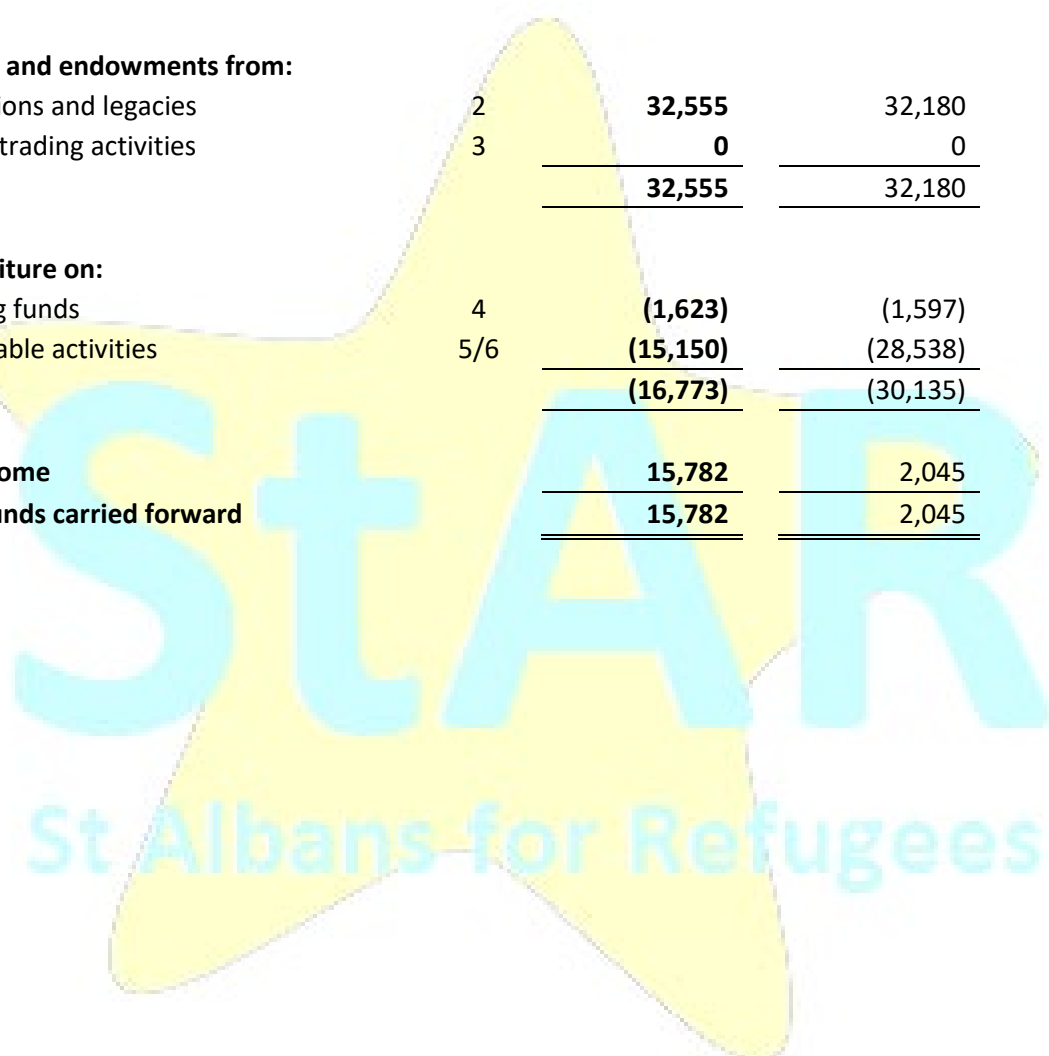 and endowments from:
ions and legacies 2 32,555 32,180
trading activities 3 0 0
32,555 32,180
iture on:
g funds 4 (1,623) (1,597)
able activities 5/6 (15,150) (28,538)
(16,773) (30,135)
ome 15,782 2,045
unds carried forward 15,782 2,045
StAR
St Albans for Refugees